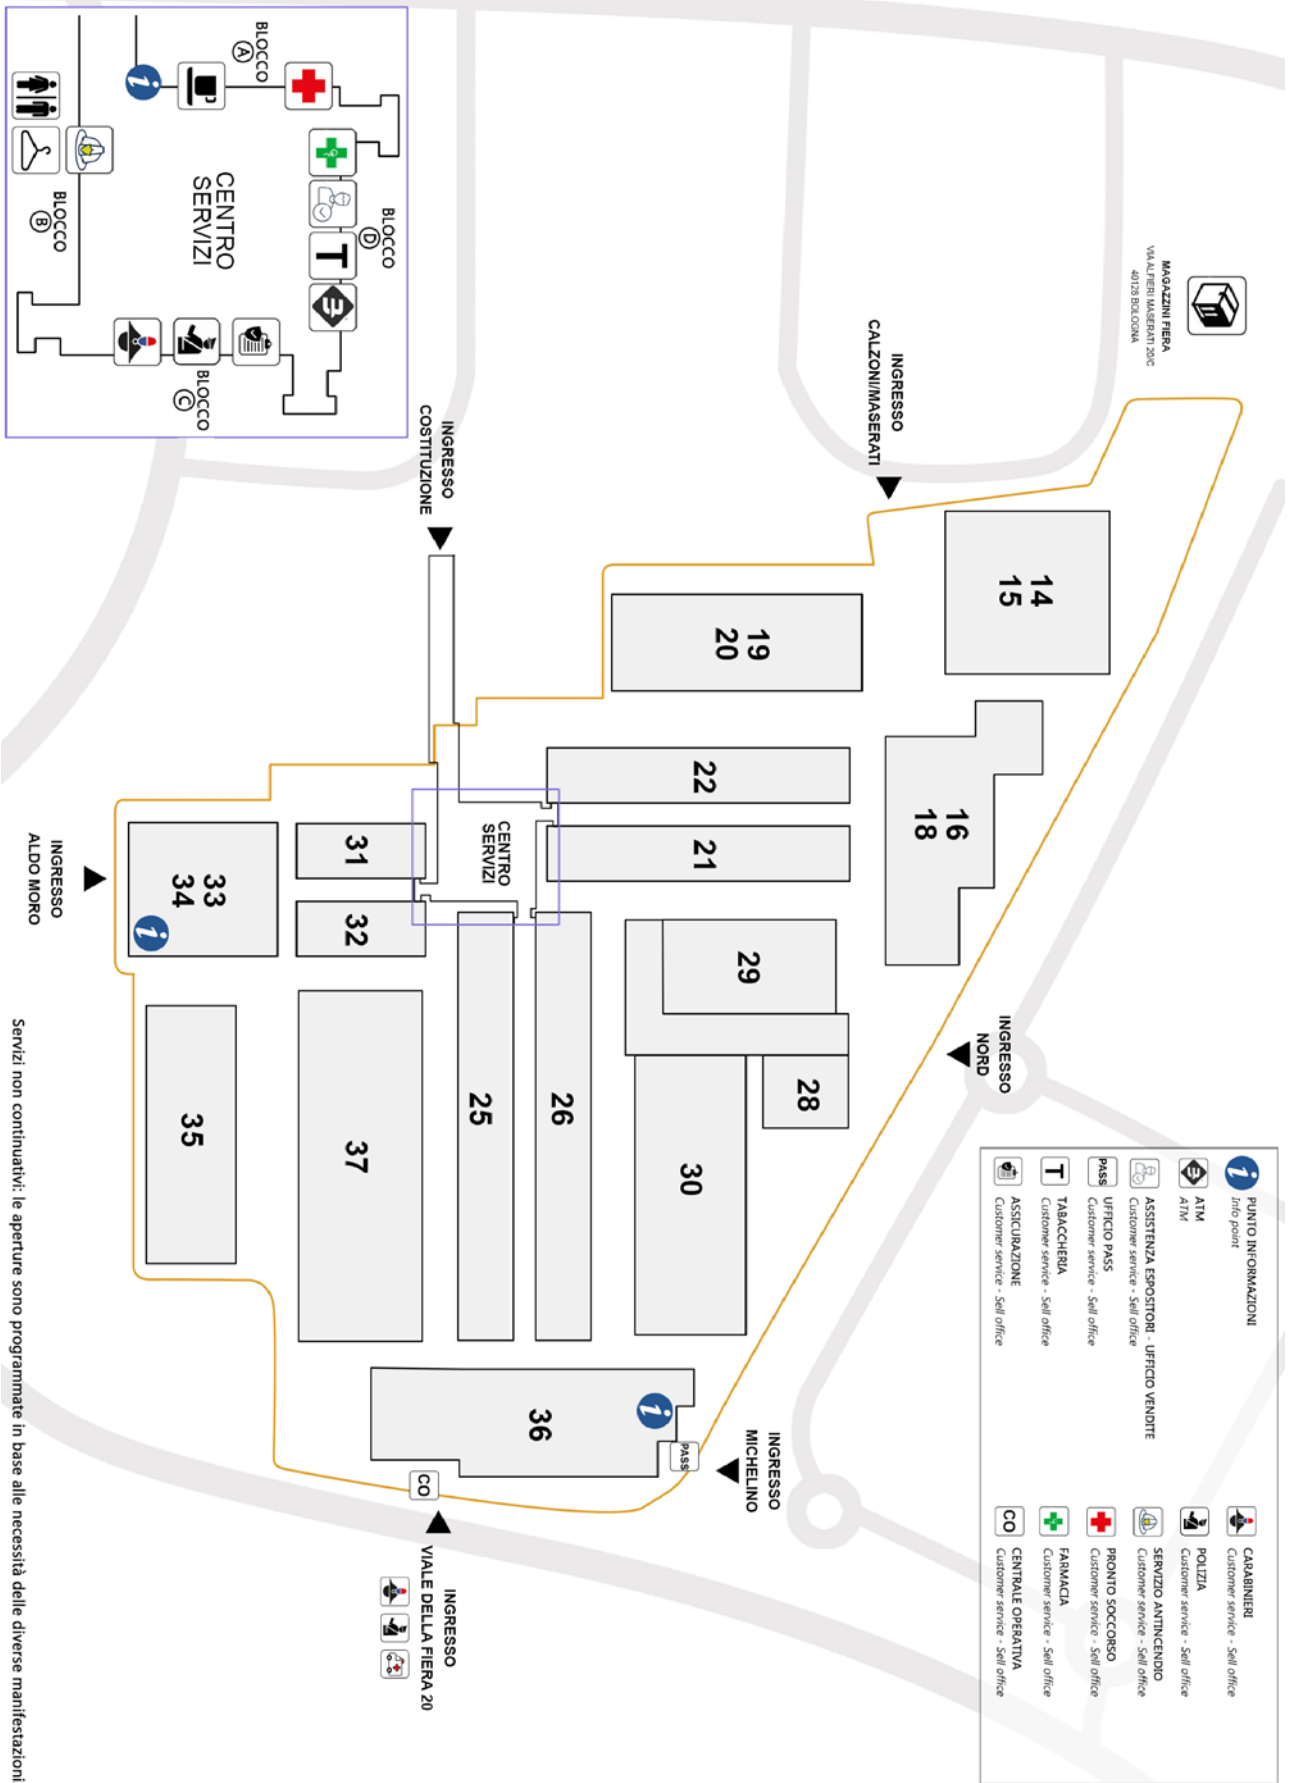 BLOCCO
A
BLOCCO
D
T
CENTRO
SERVIZI
BLOCCO
B
BLOCCO
C
MAGAZZINI FIERA
VIA ALFIERI MASERATI 20/C
40128 BOLOGNA
INGRESSO
CALZONI/MASERATI
INGRESSO
COSTITUZIONE
14
15
19
20
22
21
16
18
CENTRO
SERVIZI
31
32
33
34
INGRESSO
ALDO MORO
29
28
30
26
25
37
35
36
INGRESSO
NORD
INGRESSO
MICHELINO
PASS
CO
INGRESSO
VIALE DELLA FIERA 20
PUNTO INFORMAZIONI
Info point
ATM
ATM
ASSISTENZA ESPOSITORI - UFFICIO VENDITE
Customer service - Sell office
PASS
UFFICIO PASS
Customer service - Sell office
T
TABACCHERIA
Customer service - Sell office
ASSICURAZIONE
Customer service - Sell office
CARABINIERI
Customer service - Sell office
POLIZIA
Customer service - Sell office
SERVIZIO ANTINCENDIO
Customer service - Sell office
PRONTO SOCCORSO
Customer service - Sell office
FARMACIA
Customer service - Sell office
CO
CENTRALE OPERATIVA
Customer service - Sell office
Servizi non continuativi: le aperture sono programmate in base alle necessità delle diverse manifestazioni